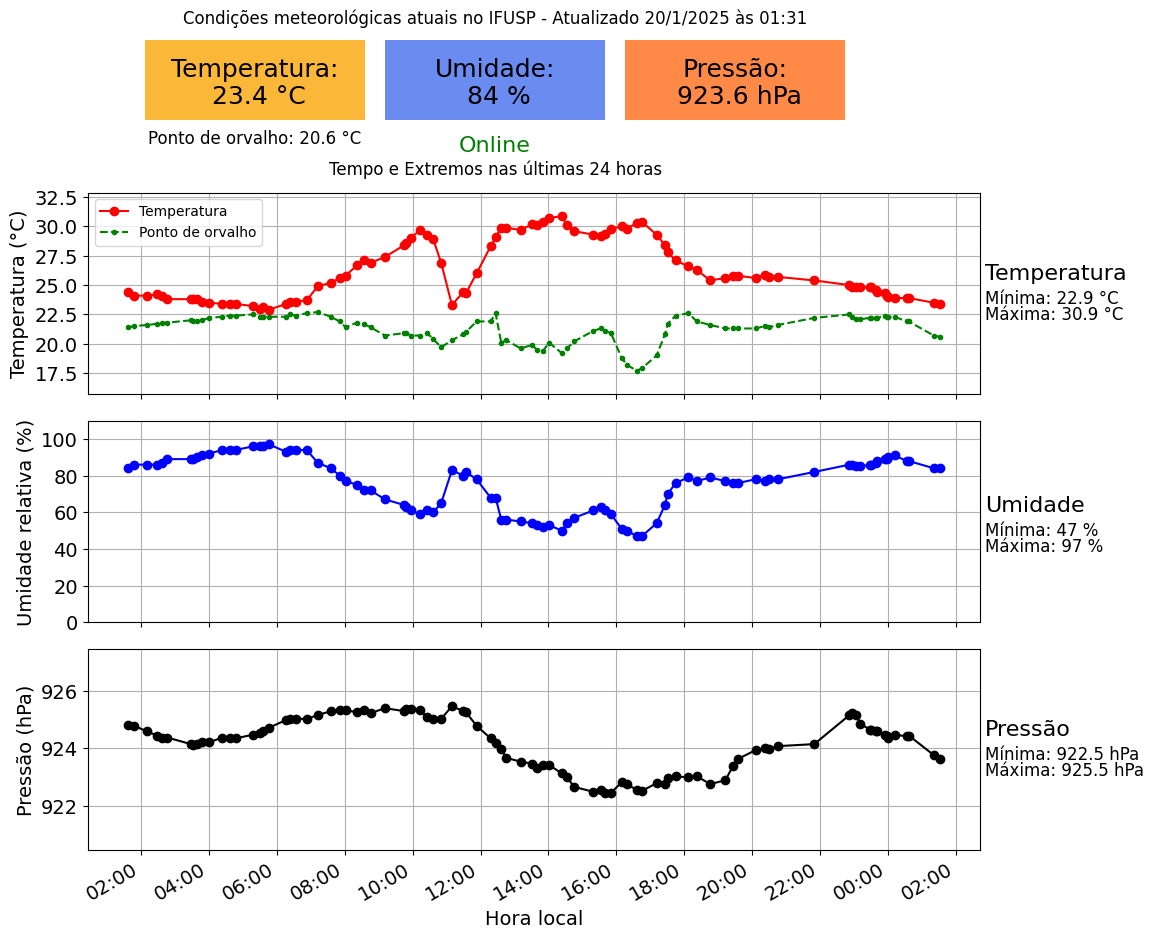 Condições meteorológicas atuais no IFUSP - Atualizado 20/1/2025 às 01:31
Temperatura:
23.4 °C
Umidade:
84 %
Pressão:
923.6 hPa
Ponto de orvalho: 20.6 °C
Online
Tempo e Extremos nas últimas 24 horas
Temperatura (°C)
32.5
30.0
27.5
25.0
22.5
20.0
17.5
Temperatura
Ponto de orvalho
Temperatura
Mínima: 22.9 °C
Máxima: 30.9 °C
Umidade relativa (%)
100
80
60
40
20
0
Umidade
Mínima: 47 %
Máxima: 97 %
Pressão (hPa)
926
924
922
Pressão
Mínima: 922.5 hPa
Máxima: 925.5 hPa
02:00
04:00
06:00
08:00
10:00
12:00
14:00
16:00
18:00
20:00
22:00
00:00
02:00
Hora local